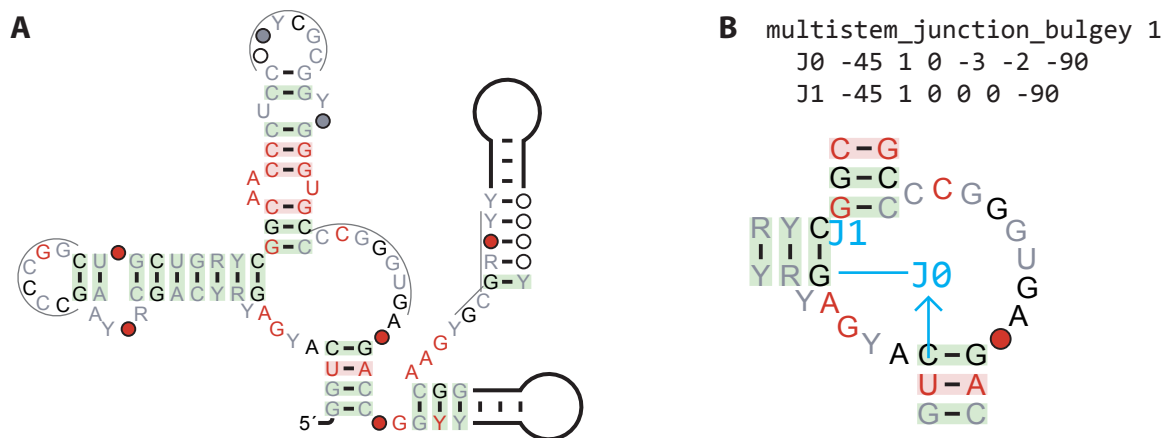 A
Y C G
C
C G
C G
U Y
C G
C G
C G
A
A U
C G
G C
G C C C G G G U G A
C C C G G C U G C U G R Y C
C G A A Y R C G A C Y R Y G A G Y A
C G
U A
G C
G C
5´
Y
Y
R
G Y
C
G
Y
G
A
A
C G G
G G Y Y
B multistem_junction_bulgey 1
J0 -45 1 0 -3 -2 -90
J1 -45 1 0 0 0 -90
C G
G C
G C C C G G G U G A
R Y C J1
Y R G J0
Y A G Y A
C G
U A
G C